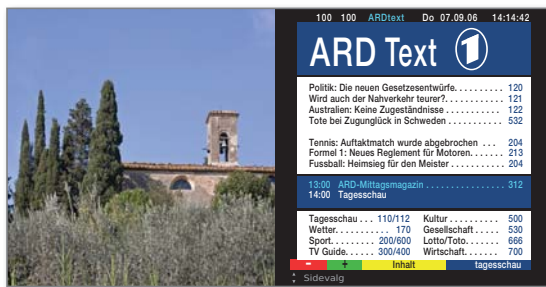 100 100 ARDtext Do 07.09.06 14:14:42
ARD Text 1
Politik: Die neuen Gesetzesentwürfe.......... 120
Wird auch der Nahverkehr teurer?............ 121
Australien: Keine Zugeständnisse ............ 122
Tote bei Zugunglück in Schweden ........... 532
Tennis: Auftaktmatch wurde abgebrochen ... 204
Formel 1: Neues Reglement für Motoren....... 213
Fussball: Heimsieg für den Meister ........... 204
13:00 ARD-Mittagsmagazin ................ 312
14:00 Tagesschau
Tagesschau ... 110/112 Kultur .......... 500
Wetter........... 170 Gesellschaft ..... 530
Sport......... 200/600 Lotto/Toto....... 666
TV Guide...... 300/400 Wirtschaft....... 700
- + Inhalt tagesschau
Sidevalg